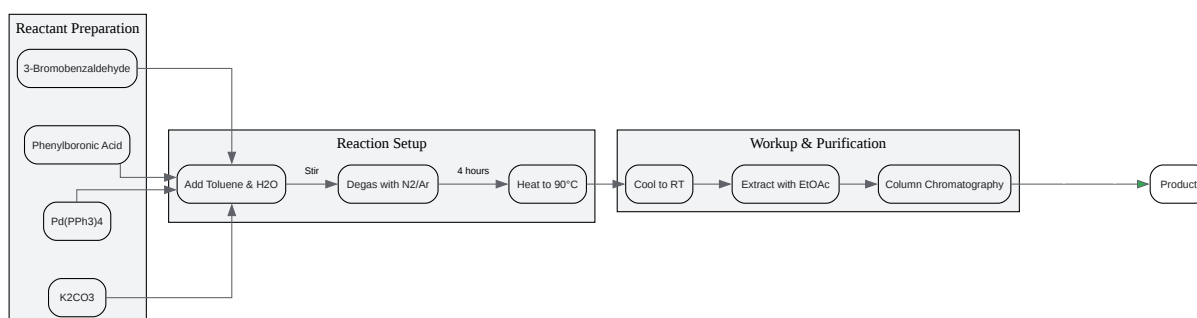 Reactant Preparation
3-Bromobenzaldehyde
Phenylboronic Acid
Pd(PPh3)4
K2CO3
Reaction Setup
Add Toluene & H2O
Stir
Degas with N2/Ar
4 hours
Heat to 90°C
Workup & Purification
Cool to RT
Extract with EtOAc
Column Chromatography
Product